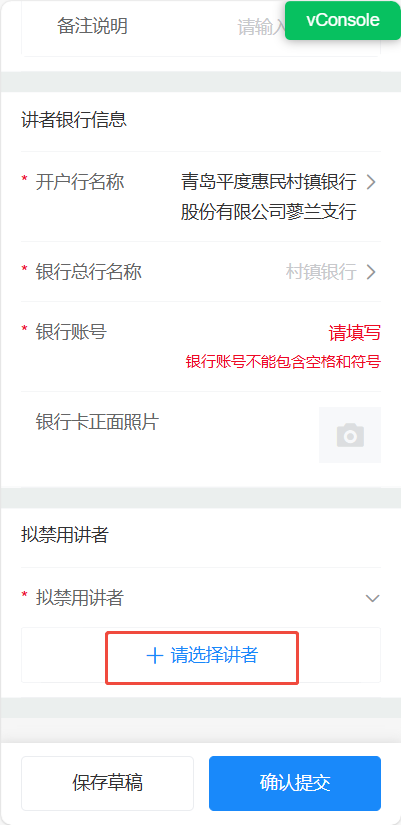 备注说明
请输入
vConsole
讲者银行信息
* 开户行名称
青岛平度惠民村镇银行
股份有限公司蓼兰支行
* 银行总行名称
村镇银行
* 银行账号
请填写
银行账号不能包含空格和符号
银行卡正面照片
拟禁用讲者
* 拟禁用讲者
请选择讲者
保存草稿
确认提交